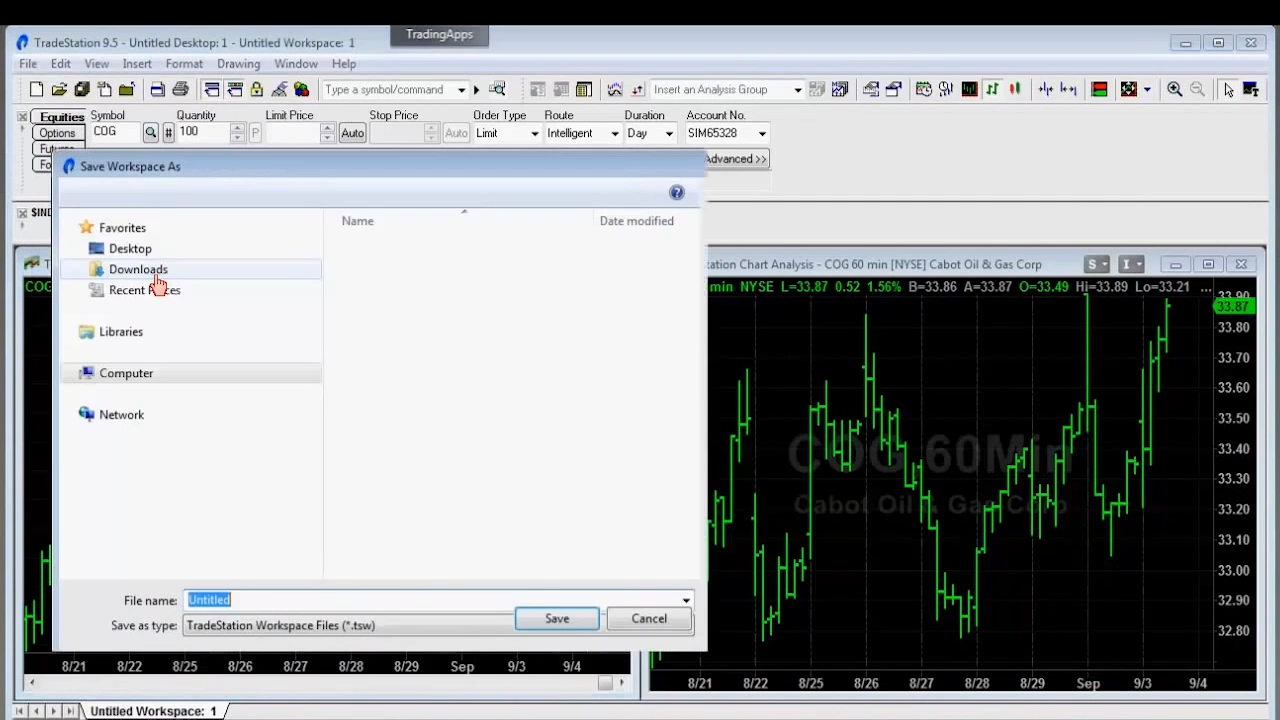 TradingApps
TradeStation 9.5 - Untitled Desktop: 1 - Untitled Workspace: 1
File Edit View Insert Format Drawing Window Help
Type a symbol/command
Insert an Analysis Group
Equities Symbol Quantity Limit Price Stop Price Order Type Route Duration Account No.
Options COG # 100 Auto P Auto Limit Intelligent Day SIM65328
Save Workspace As
Advanced >>
Favorites
Name Date modified
Desktop
Downloads
Recent
Libraries
Computer
Network
File name: Untitled
Save as type: TradeStation Workspace Files (*.tsw)
Save Cancel
Chart Analysis - COG 60 min [NYSE] Cabot Oil & Gas Corp S I
min NYSE L=33.87 0.52 1.56% B=33.86 A=33.87 O=33.49 Hi=33.89 Lo=33.21 ...
33.90
33.87
33.80
33.70
33.60
33.50
33.40
33.30
33.20
33.10
33.00
32.90
32.80
COG 60Min
Cabot Oil & Gas Corp
8/21 8/22 8/25 8/26 8/27 8/28 8/29 Sep 9/3 9/4
8/21 8/22 8/25 8/26 8/27 8/28 8/29 Sep 9/3 9/4
Untitled Workspace: 1